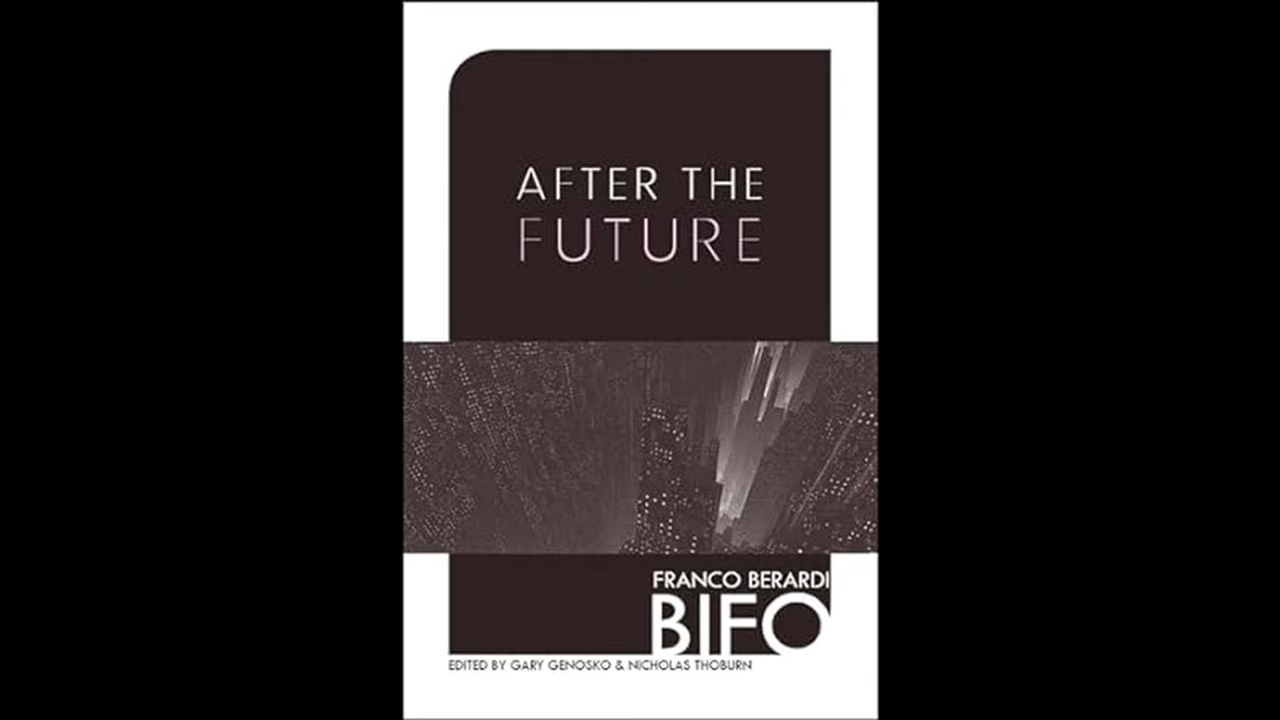 AFTER THE
FUTURE
FRANCO BERARDI
BIFO
EDITED BY GARY GENOSKO & NICHOLAS THOBURN